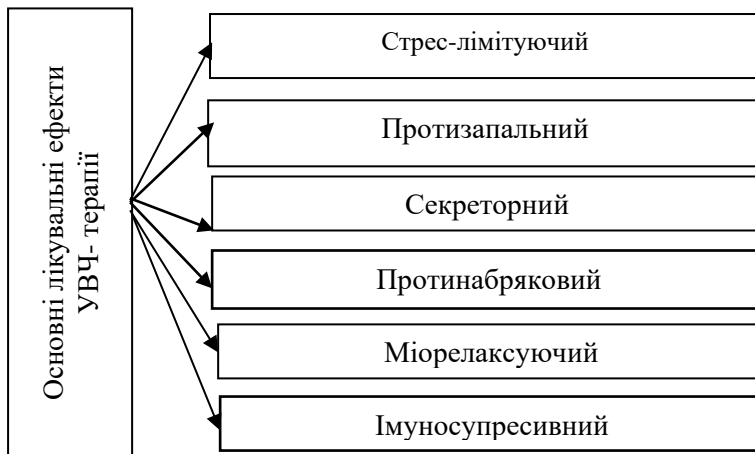 Основні лікувальні ефекти
УВЧ- терапії
Стрес-лімітуючий
Протизапальний
Секреторний
Протинабряковий
Міорелаксуючий
Імуносупресивний